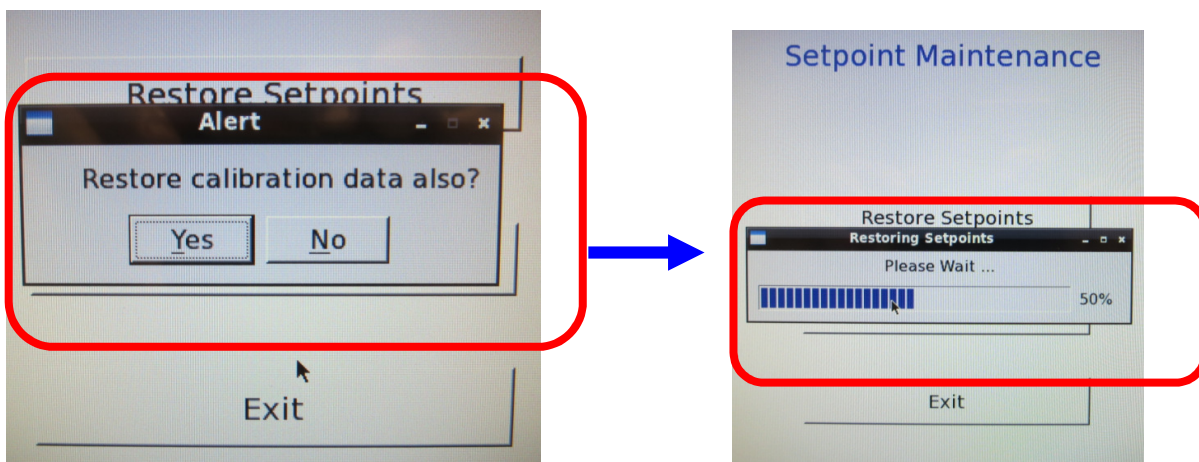 Restore Setpoints
Alert
Restore calibration data also?
Yes No
Exit
Setpoint Maintenance
Restore Setpoints
Restoring Setpoints
Please Wait ...
50%
Exit